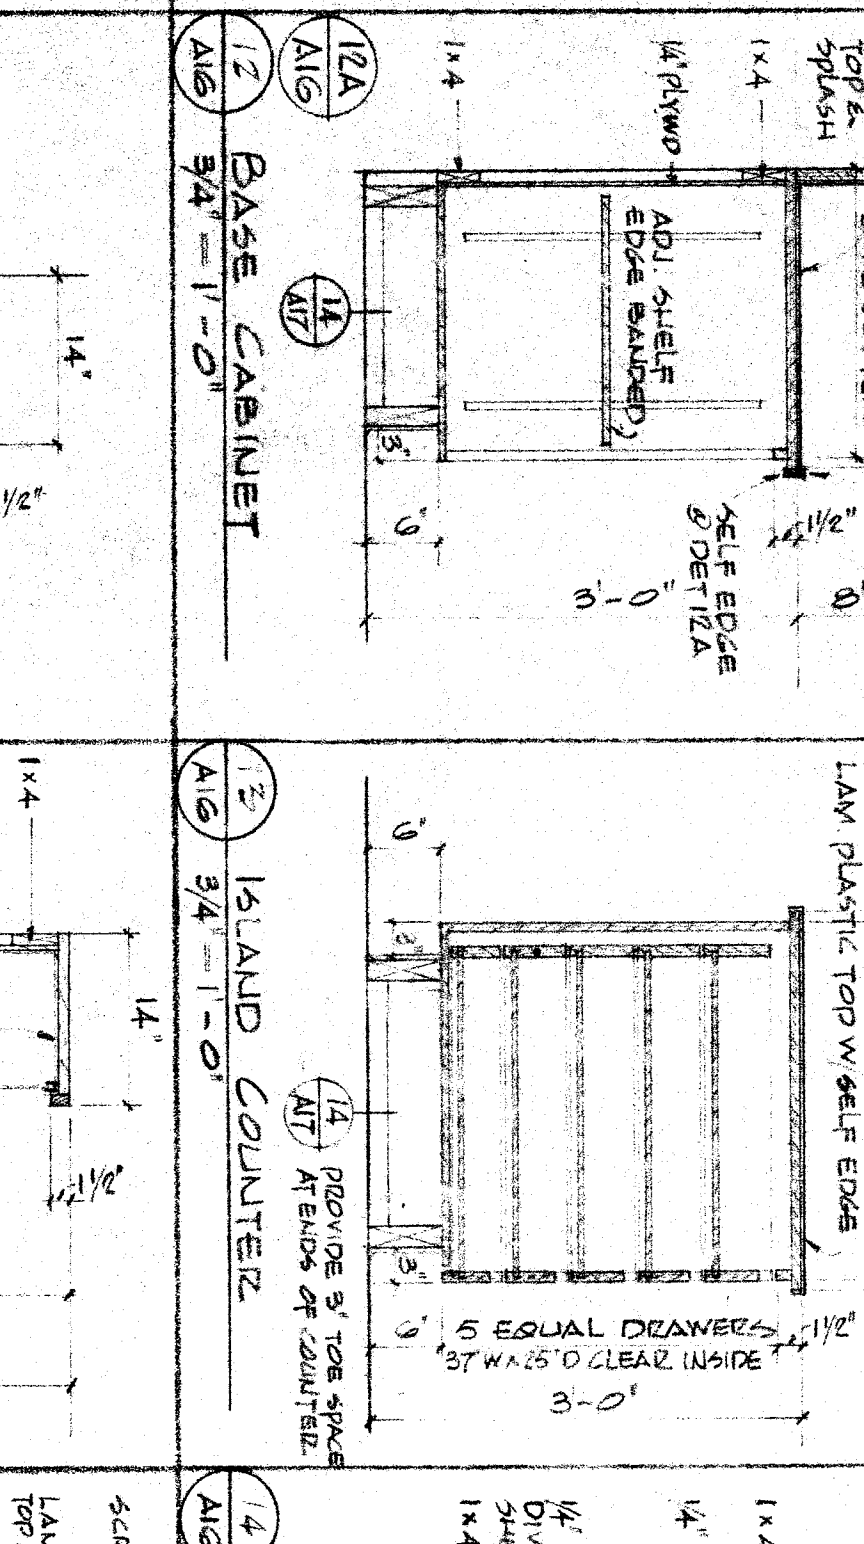 TOP &
SPLASH
1x4
1/4" PLYWD
1x4
ADJ. SHELF
EDGE BANDED,
3"
6"
1 1/2"
3'-0"
8"
SELF EDGE
@ DET 12A
14
A17
12A
A16
12
A16
BASE CABINET
3/4" = 1'-0"
LAM. PLASTIC TOP W/SELF EDGE
6"
3"
3"
6"
5 EQUAL DRAWERS
37"W x 25"D CLEAR INSIDE
1 1/2"
3'-0"
14
A17
PROVIDE 3" TOE SPACE
AT ENDS OF COUNTER
13
A16
ISLAND COUNTER
3/4" = 1'-0"
14"
1/2"
1x4
14"
1 1/2"
14
A16
1/4"
1/4"
1x4